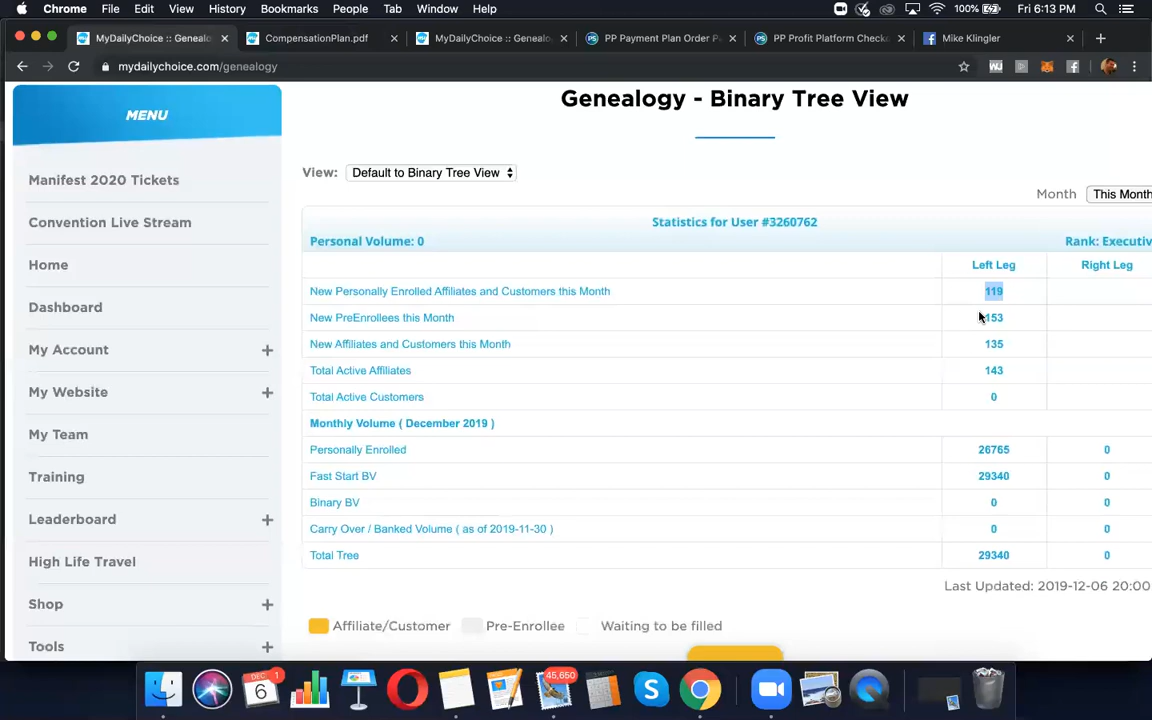 Chrome File Edit View History Bookmarks People Tab Window Help 100% Fri 6:13 PM
MyDailyChoice :: Genealo CompensationPlan.pdf MyDailyChoice :: Genealo PP Payment Plan Order P PP Profit Platform Checko Mike Klingler
mydailychoice.com/genealogy
MENU
Manifest 2020 Tickets
Convention Live Stream
Home
Dashboard
My Account +
My Website +
My Team
Training
Leaderboard +
High Life Travel
Shop +
Tools +
Genealogy - Binary Tree View
View: Default to Binary Tree View
Month This Month
Statistics for User #3260762
Personal Volume: 0 Rank: Executiv
Left Leg Right Leg
New Personally Enrolled Affiliates and Customers this Month 119
New PreEnrollees this Month 153
New Affiliates and Customers this Month 135
Total Active Affiliates 143
Total Active Customers 0
Monthly Volume ( December 2019 )
Personally Enrolled 26765 0
Fast Start BV 29340 0
Binary BV 0 0
Carry Over / Banked Volume ( as of 2019-11-30 ) 0 0
Total Tree 29340 0
Last Updated: 2019-12-06 20:00
Affiliate/Customer Pre-Enrollee Waiting to be filled
DEC 1
6
45,650